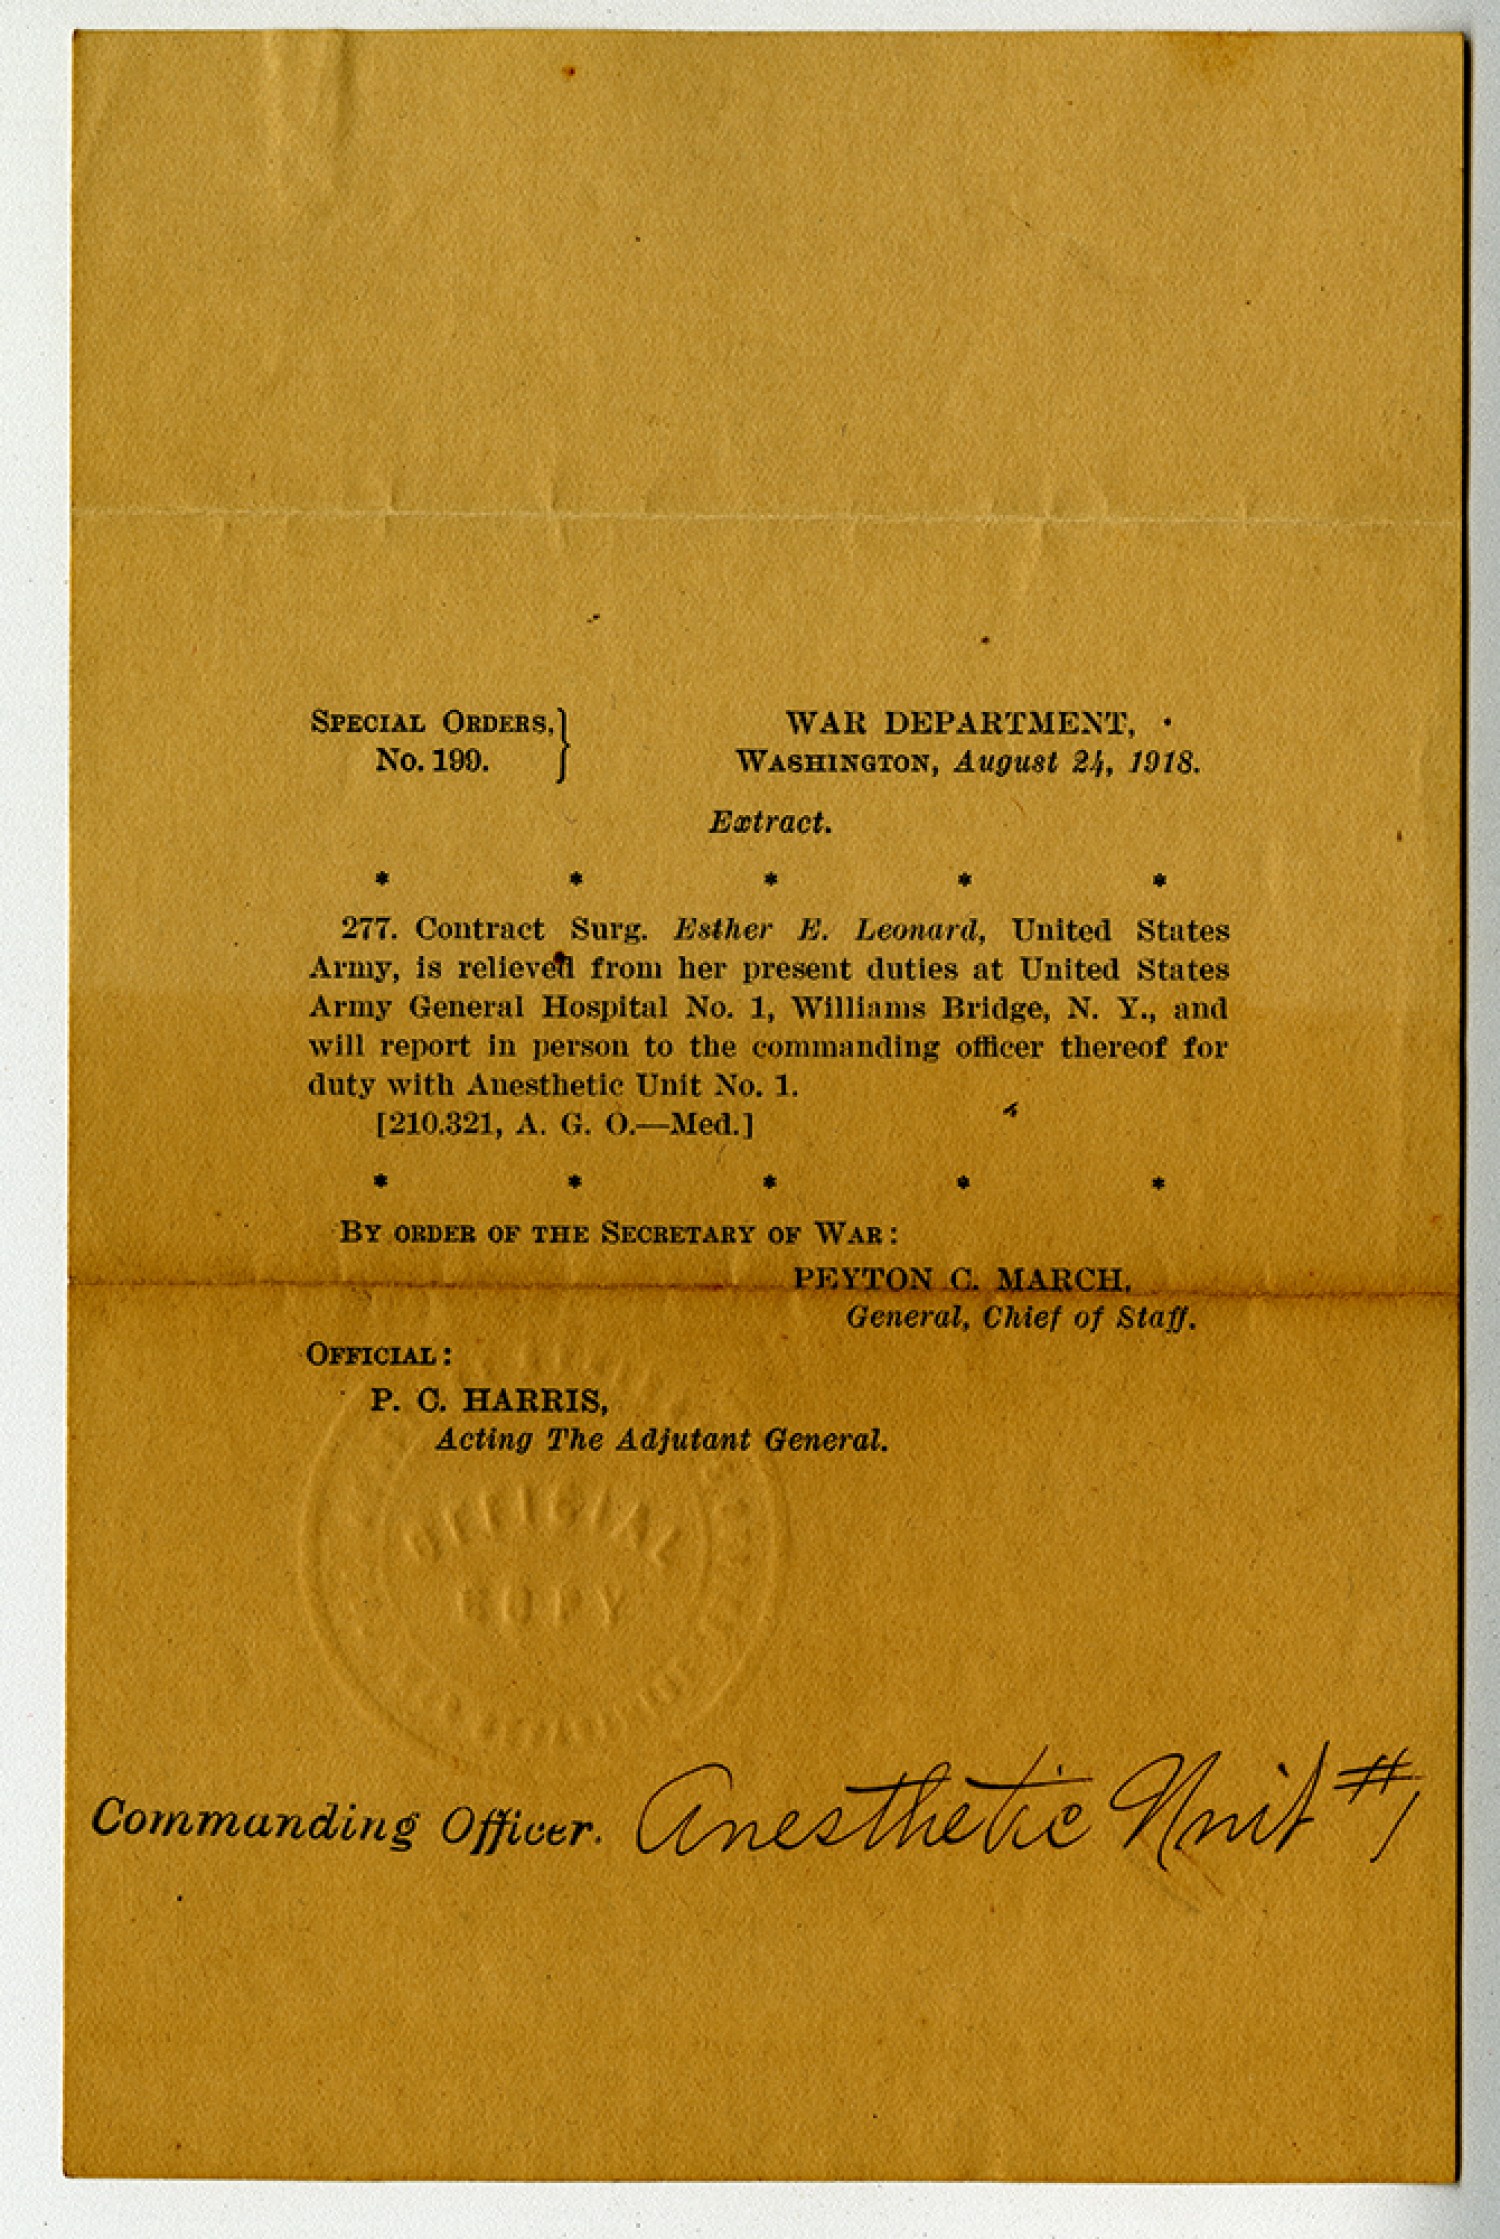 SPECIAL ORDERS,} WAR DEPARTMENT,
No. 199. WASHINGTON, August 24, 1918.
Extract.
* * * * *
277. Contract Surg. Esther E. Leonard, United States
Army, is relieved from her present duties at United States
Army General Hospital No. 1, Williams Bridge, N. Y., and
will report in person to the commanding officer thereof for
duty with Anesthetic Unit No. 1.
[210.321, A. G. O.—Med.]
* * * * *
BY ORDER OF THE SECRETARY OF WAR:
PEYTON C. MARCH,
General, Chief of Staff.
OFFICIAL:
P. C. HARRIS,
Acting The Adjutant General.
OFFICIAL
COPY
Commanding Officer. Anesthetic Unit #1